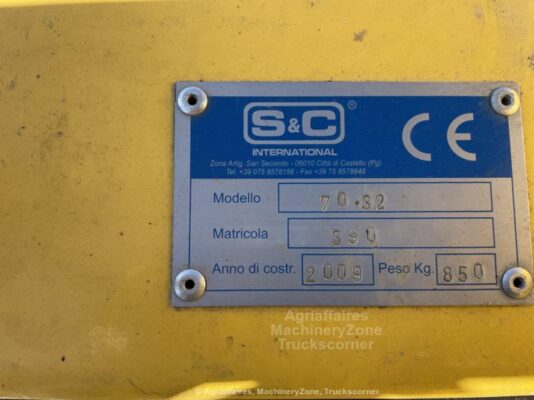 S&C ®
CE
INTERNATIONAL
Zona Artig. San Secondo - 06010 Città di Castello (Pg)
Tel. +39 075 8578156 - Fax +39 75 8578848
Modello 70.32
Matricola 390
Anno di costr. 2009 Peso Kg. 850
Agriaffaires
MachineryZone
Truckscorner
© Agriaffaires, MachineryZone, Truckscorner